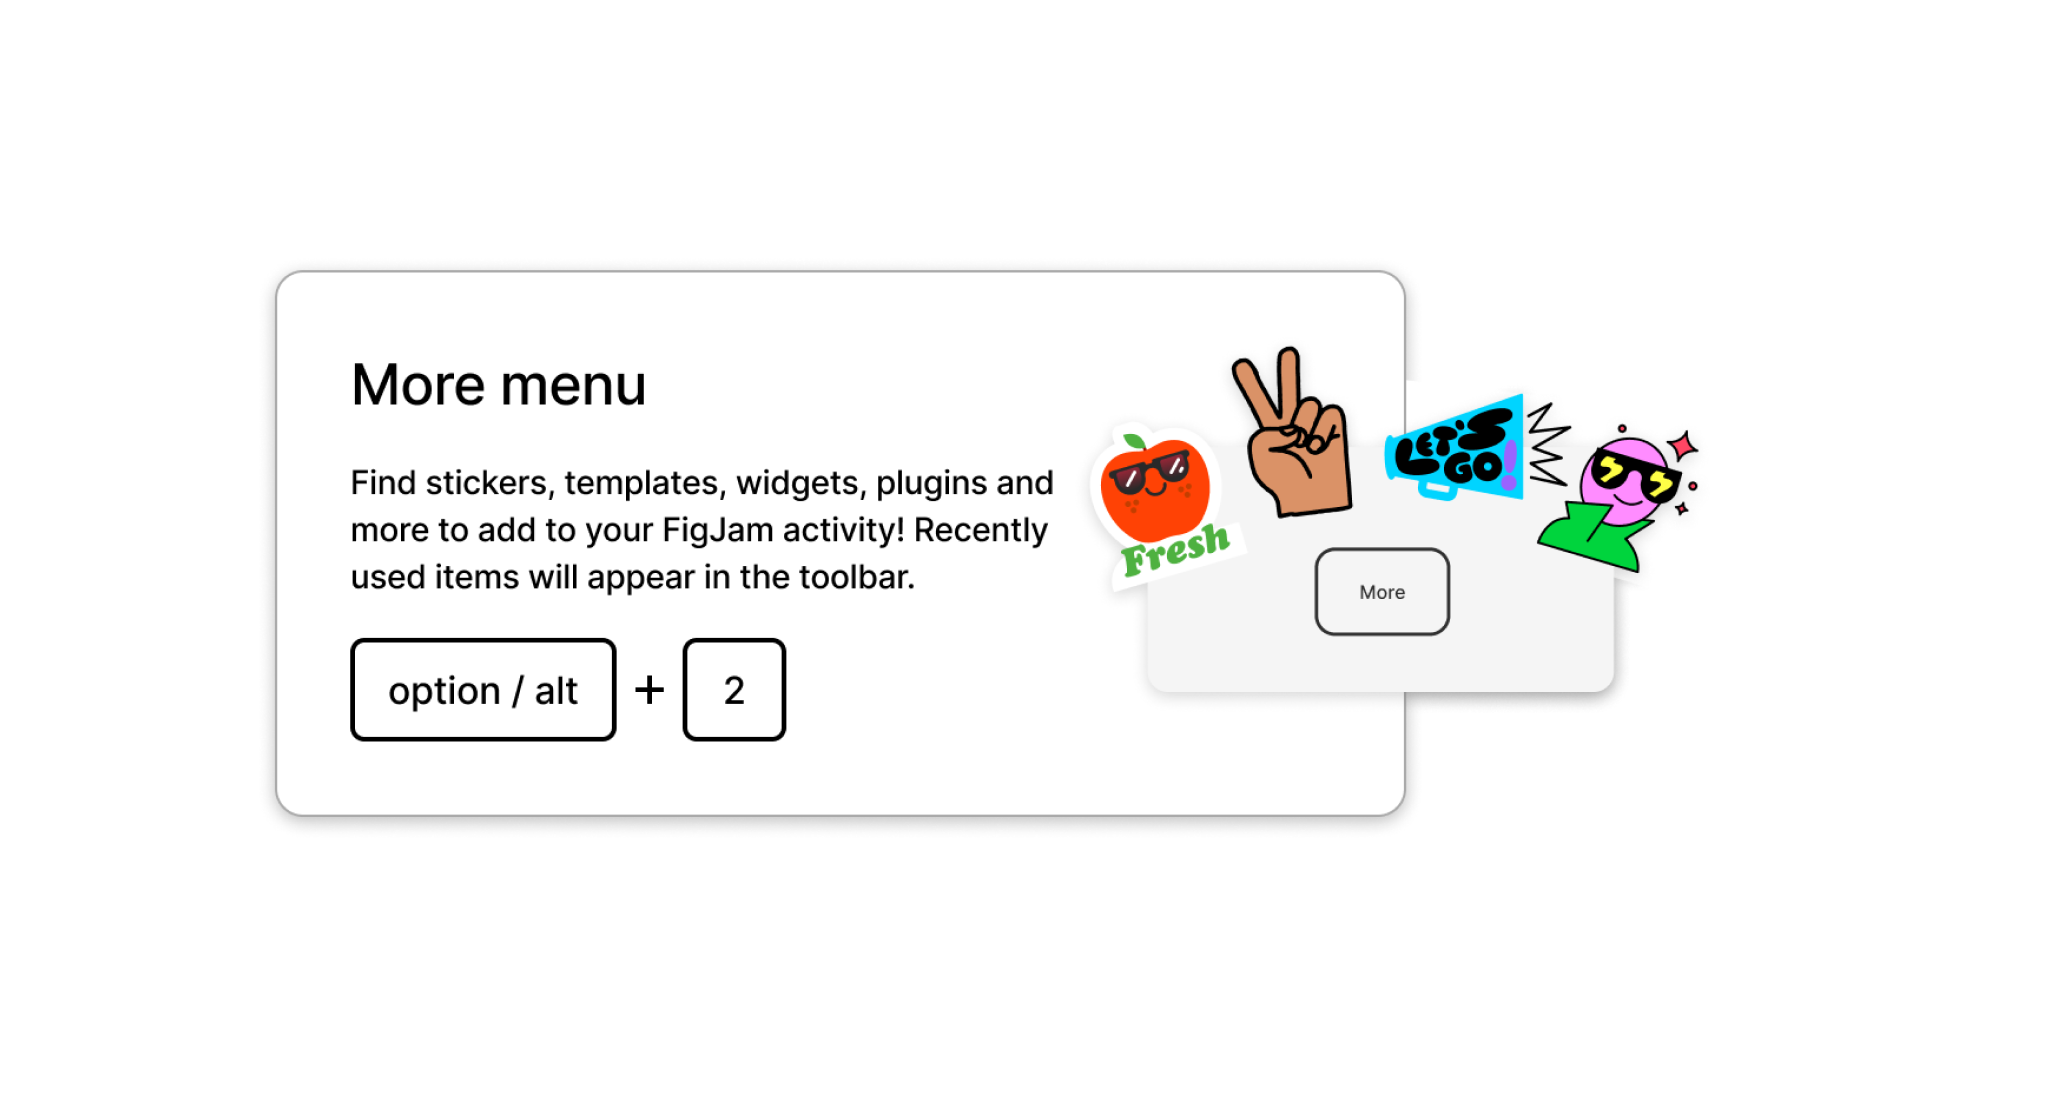 More menu
Find stickers, templates, widgets, plugins and
more to add to your FigJam activity! Recently
used items will appear in the toolbar.
option / alt + 2
Fresh
LET'S
GO!
More